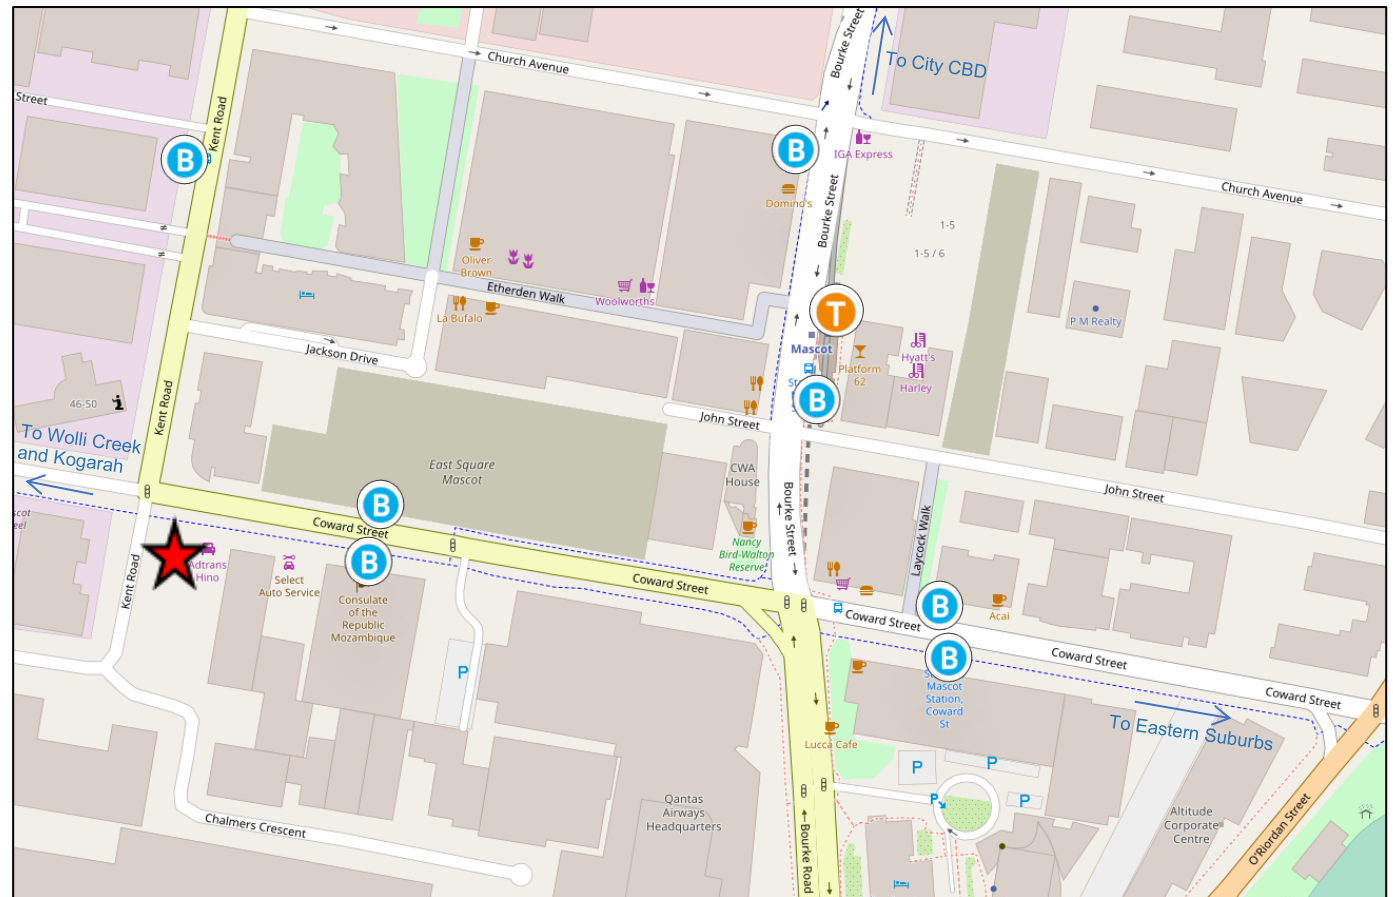 Bourke Street
To City CBD
Church Avenue
Street
Kent Road
B
B
IGA Express
Domino's
Bourke Street
Church Avenue
1-5
1-5 / 6
Oliver
Brown
Woolworths
Etherden Walk
La Bufalo
T
Mascot
P M Realty
Hyatt's
Harley
Platform
62
Jackson Drive
B
46-50
Kent Road
John Street
To Wolli Creek
and Kogarah
East Square
Mascot
CWA
House
Bourke Street
John Street
B
Coward Street
Nancy
Bird-Walton
Reserve
Laycock Walk
B
Adtrans
Hino
Select
Auto Service
Kent Road
Consulate
of the
Republic
Mozambique
Coward Street
B
Acai
Coward Street
B
Coward Street
Mascot
Station,
Coward
St
Coward Street
P
To Eastern Suburbs
Lucca Cafe
P
P
P
P
Qantas
Airways
Headquarters
Altitude
Corporate
Centre
Chalmers Crescent
Bourke Road
O'Riordan Street